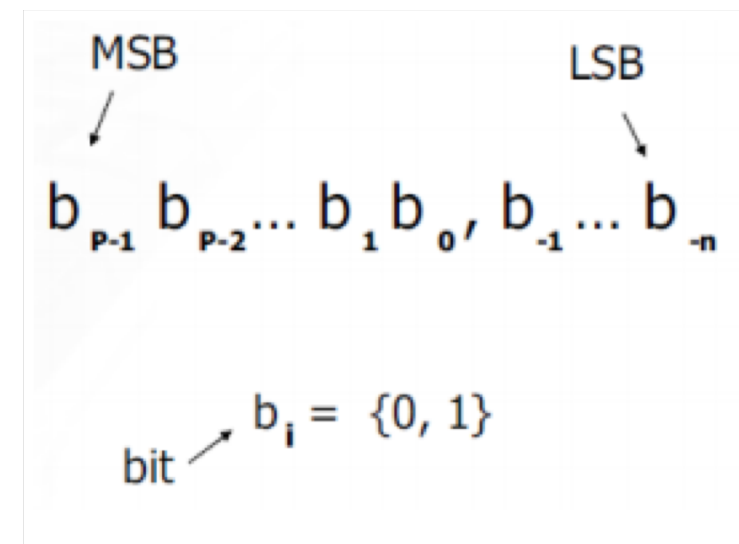 MSB
LSB
b P-1 b P-2 ... b 1 b 0 , b -1 ... b -n
b i = {0, 1}
bit